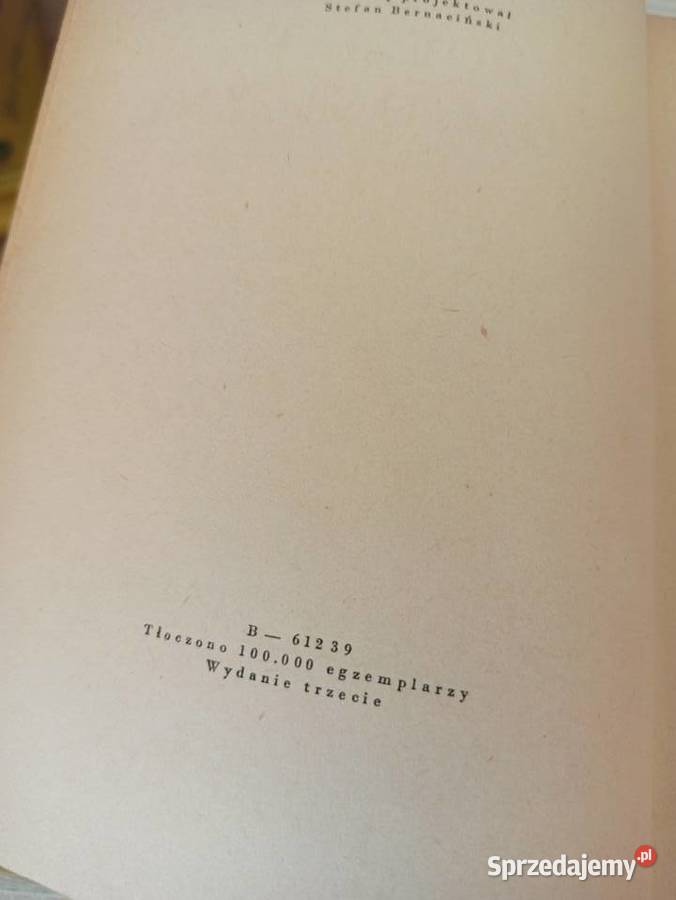 projektował
Stefan Bernaciński
B — 61239
Tłoczono 100.000 egzemplarzy
Wydanie trzecie
Sprzedajemy.pl